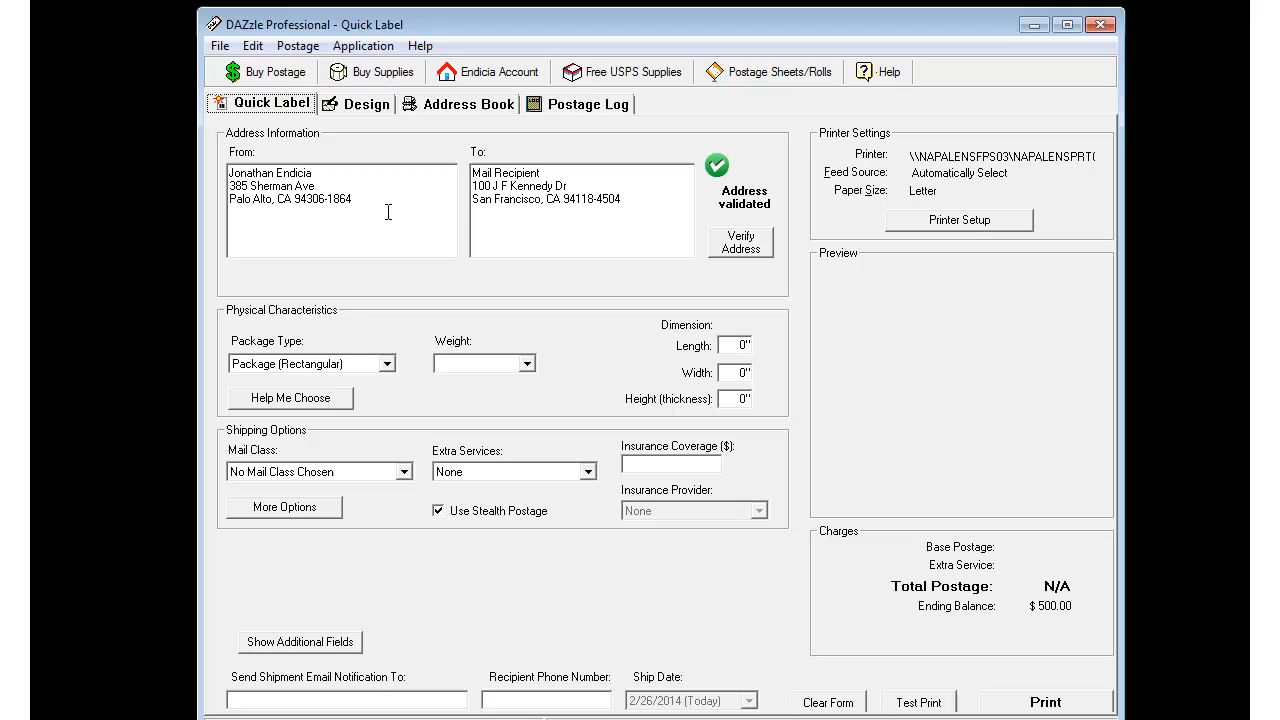 DAZzle Professional - Quick Label
File Edit Postage Application Help
Buy Postage Buy Supplies Endicia Account Free USPS Supplies Postage Sheets/Rolls Help
Quick Label Design Address Book Postage Log
Address Information
From:
Jonathan Endicia
385 Sherman Ave
Palo Alto, CA 94306-1864
To:
Mail Recipient
100 J F Kennedy Dr
San Francisco, CA 94118-4504
Address
validated
Verify
Address
Physical Characteristics
Package Type:
Package (Rectangular)
Help Me Choose
Weight:
Dimension:
Length: 0"
Width: 0"
Height (thickness): 0"
Shipping Options
Mail Class:
No Mail Class Chosen
More Options
Extra Services:
None
Use Stealth Postage
Insurance Coverage ($):
Insurance Provider:
None
Show Additional Fields
Send Shipment Email Notification To:
Recipient Phone Number:
Ship Date:
2/26/2014 (Today)
Printer Settings
Printer: \\NAPALENSFPS03\NAPALENSPRT(
Feed Source: Automatically Select
Paper Size: Letter
Printer Setup
Preview
Charges
Base Postage:
Extra Service:
Total Postage: N/A
Ending Balance: $ 500.00
Clear Form Test Print Print